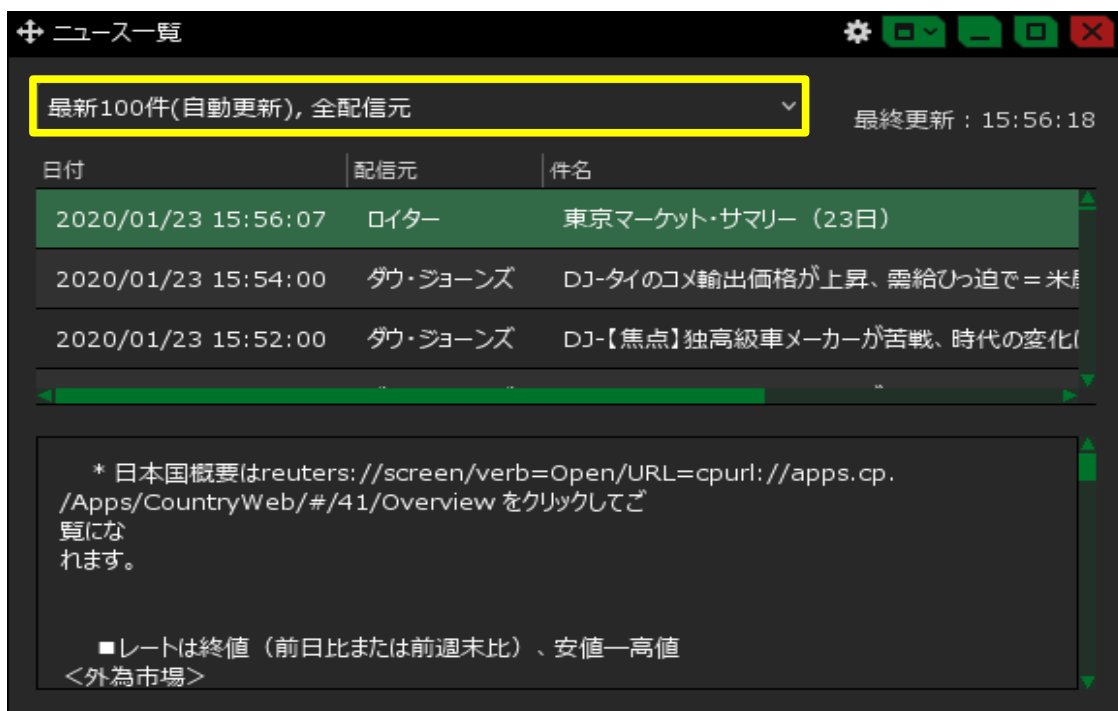 ニュース一覧
最新100件(自動更新), 全配信元
最終更新：15:56:18
日付 配信元 件名
2020/01/23 15:56:07 ロイター 東京マーケット・サマリー（23日）
2020/01/23 15:54:00 ダウ・ジョーンズ DJ-タイのコメ輸出価格が上昇、需給ひっ迫で＝米
2020/01/23 15:52:00 ダウ・ジョーンズ DJ-【焦点】独高級車メーカーが苦戦、時代の変化
* 日本国概要はreuters://screen/verb=Open/URL=cpurl://apps.cp.
/Apps/CountryWeb/#/41/Overview をクリックしてご
覧にな
れます。
■レートは終値（前日比または前週末比）、安値―高値
＜外為市場＞